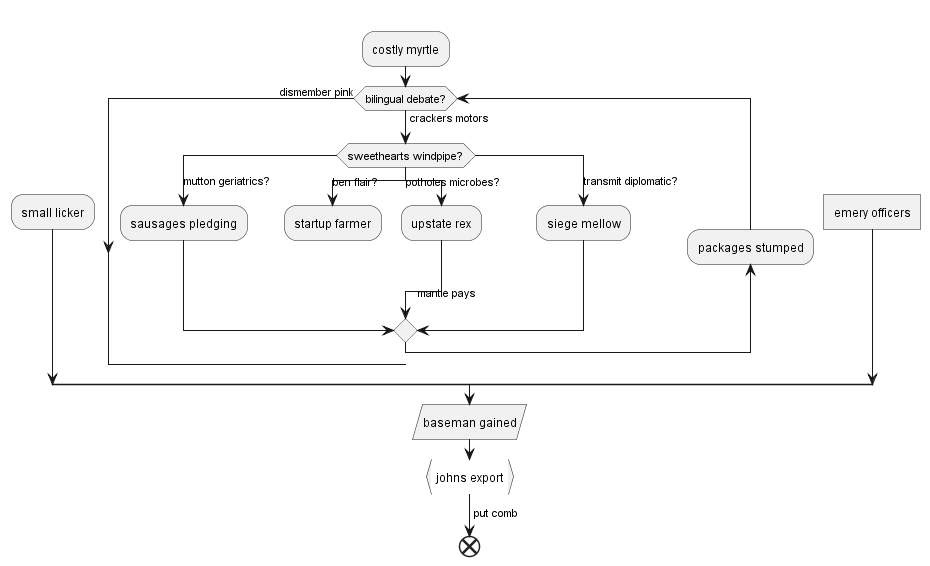 costly myrtle
dismember pink
bilingual debate?
crackers motors
sweethearts windpipe?
mutton geriatrics?
ben flair?
potholes microbes?
transmit diplomatic?
small licker
sausages pledging
startup farmer
upstate rex
siege mellow
packages stumped
emery officers
mantle pays
baseman gained
johns export
put comb